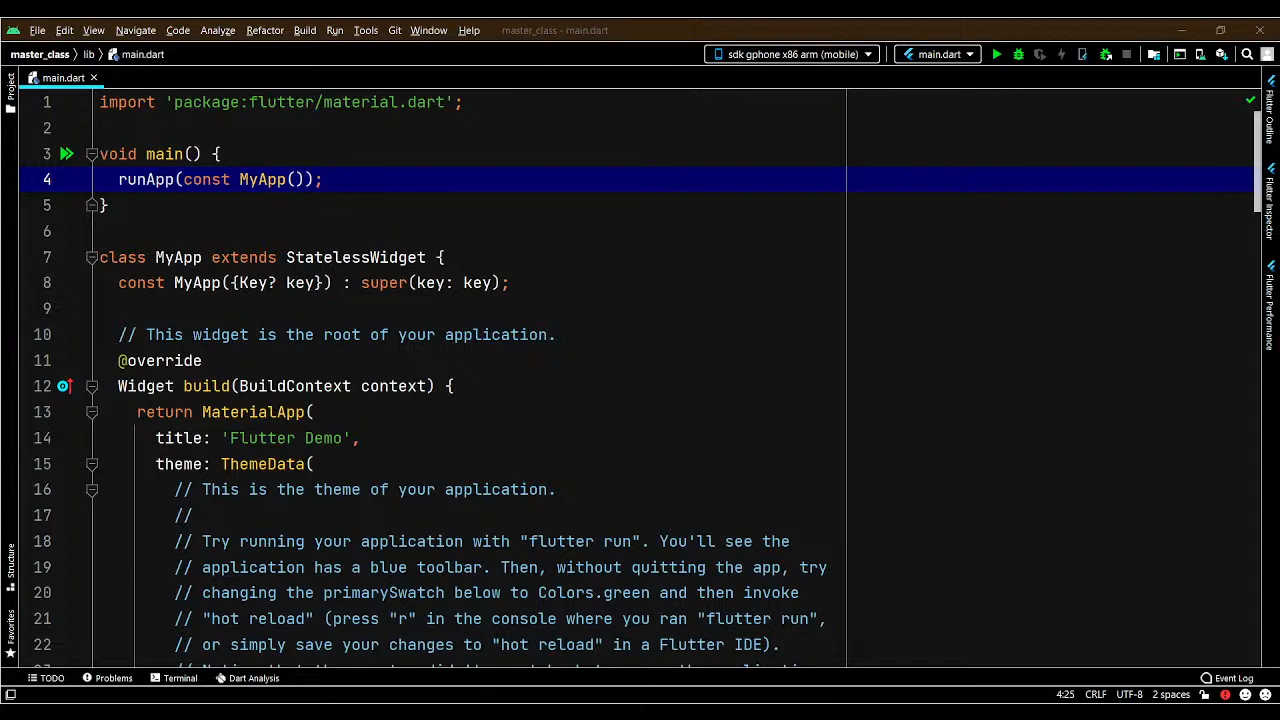 File Edit View Navigate Code Analyze Refactor Build Run Tools Git Window Help master_class - main.dart
master_class lib main.dart sdk gphone x86 arm (mobile) main.dart
main.dart
Project
Structure
Favorites
Flutter Outline
Flutter Inspector
Flutter Performance
1 import 'package:flutter/material.dart';
2
3 void main() {
4 runApp(const MyApp());
5 }
6
7 class MyApp extends StatelessWidget {
8 const MyApp({Key? key}) : super(key: key);
9
10 // This widget is the root of your application.
11 @override
12 Widget build(BuildContext context) {
13 return MaterialApp(
14 title: 'Flutter Demo',
15 theme: ThemeData(
16 // This is the theme of your application.
17 //
18 // Try running your application with "flutter run". You'll see the
19 // application has a blue toolbar. Then, without quitting the app, try
20 // changing the primarySwatch below to Colors.green and then invoke
21 // "hot reload" (press "r" in the console where you ran "flutter run",
22 // or simply save your changes to "hot reload" in a Flutter IDE).
TODO Problems Terminal Dart Analysis Event Log
4:25 CRLF UTF-8 2 spaces